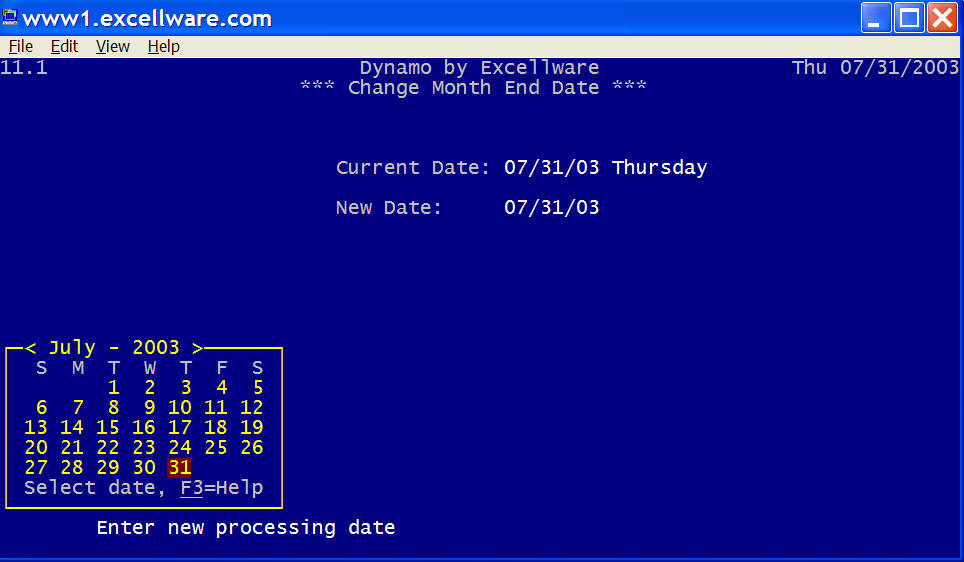 www1.excellware.com
File Edit View Help
11.1 Dynamo by Excellware Thu 07/31/2003
*** Change Month End Date ***
Current Date: 07/31/03 Thursday
New Date: 07/31/03
< July - 2003 >
S M T W T F S
1 2 3 4 5
6 7 8 9 10 11 12
13 14 15 16 17 18 19
20 21 22 23 24 25 26
27 28 29 30 31
Select date, F3=Help
Enter new processing date